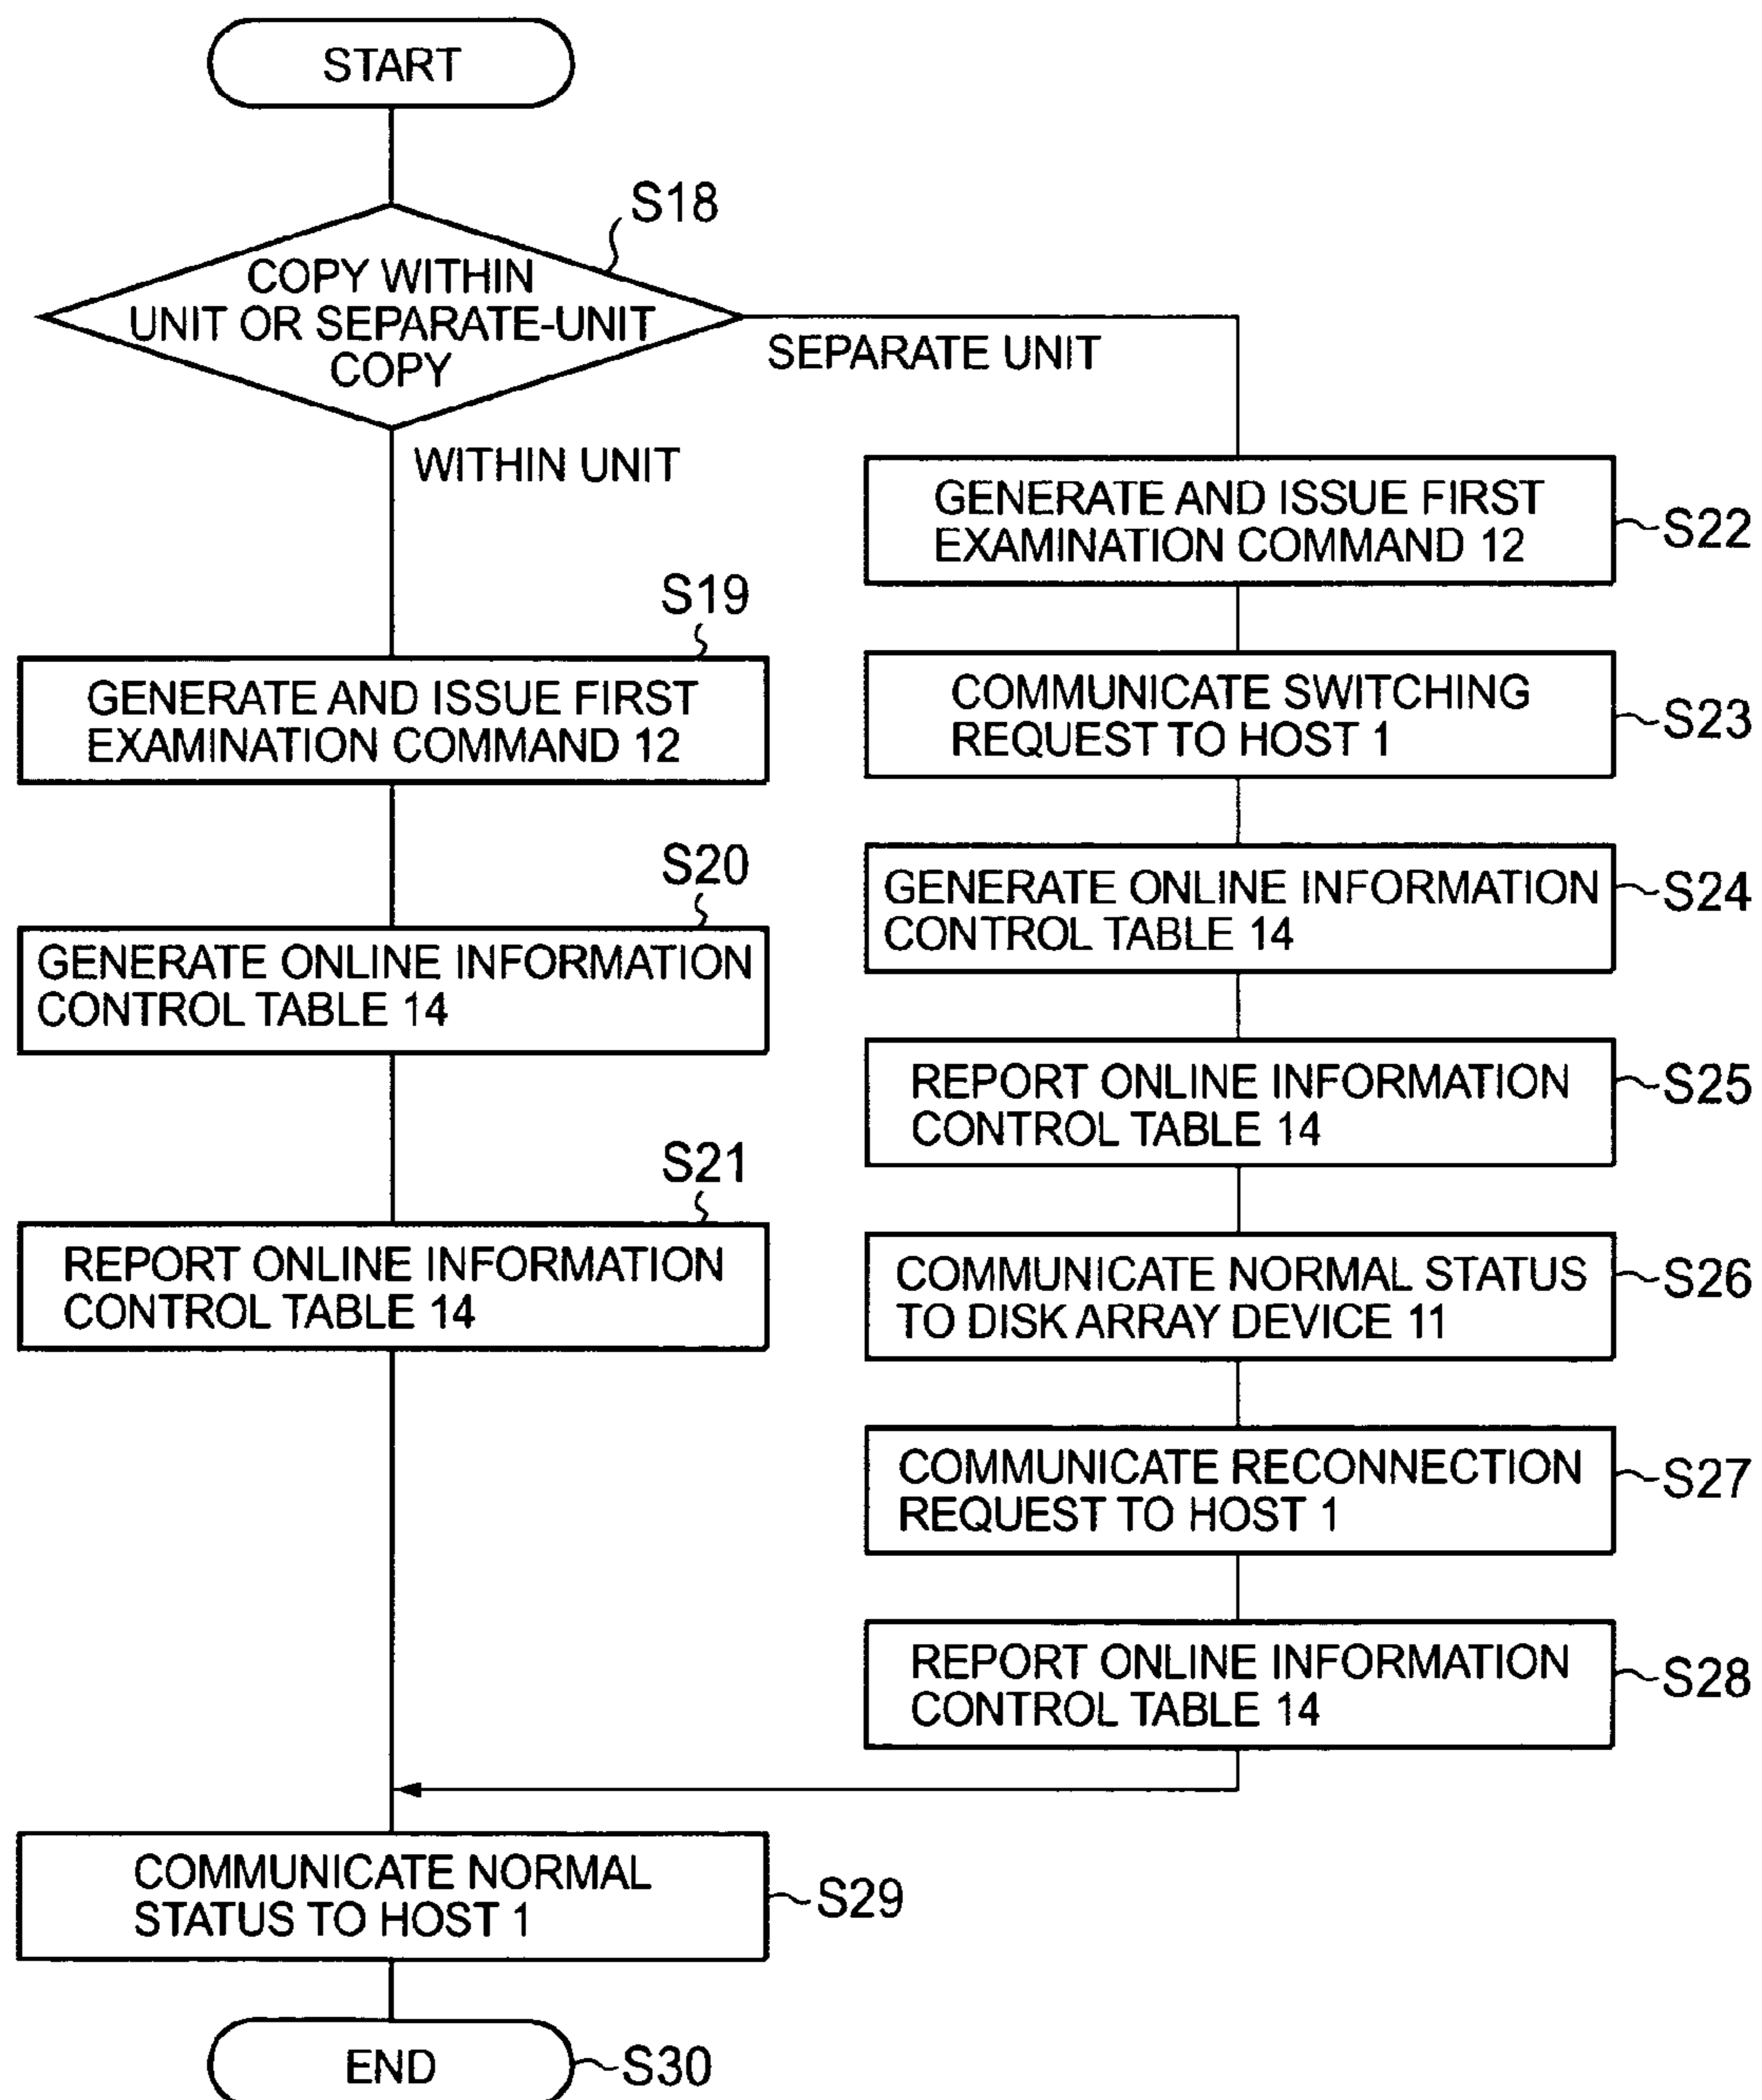 START
S18
COPY WITHIN
UNIT OR SEPARATE-UNIT
COPY
SEPARATE UNIT
WITHIN UNIT
S19
GENERATE AND ISSUE FIRST
EXAMINATION COMMAND 12
S20
GENERATE ONLINE INFORMATION
CONTROL TABLE 14
S21
REPORT ONLINE INFORMATION
CONTROL TABLE 14
GENERATE AND ISSUE FIRST
EXAMINATION COMMAND 12
S22
COMMUNICATE SWITCHING
REQUEST TO HOST 1
S23
GENERATE ONLINE INFORMATION
CONTROL TABLE 14
S24
REPORT ONLINE INFORMATION
CONTROL TABLE 14
S25
COMMUNICATE NORMAL STATUS
TO DISK ARRAY DEVICE 11
S26
COMMUNICATE RECONNECTION
REQUEST TO HOST 1
S27
REPORT ONLINE INFORMATION
CONTROL TABLE 14
S28
COMMUNICATE NORMAL
STATUS TO HOST 1
S29
END
S30